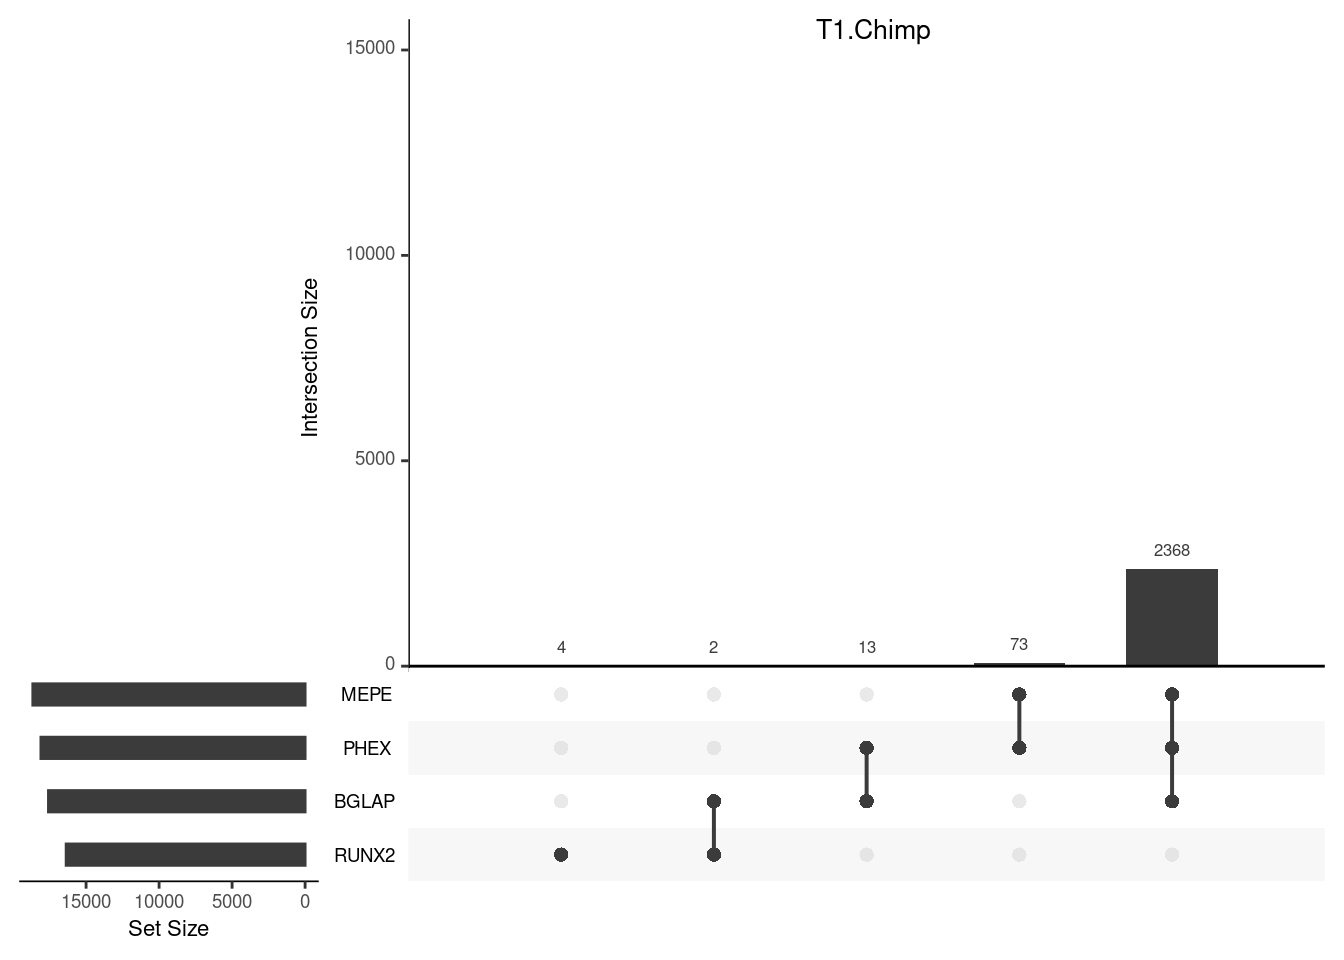 T1.Chimp
15000
10000
5000
0
Intersection Size
4
2
13
73
2368
MEPE
PHEX
BGLAP
RUNX2
15000 10000 5000 0
Set Size